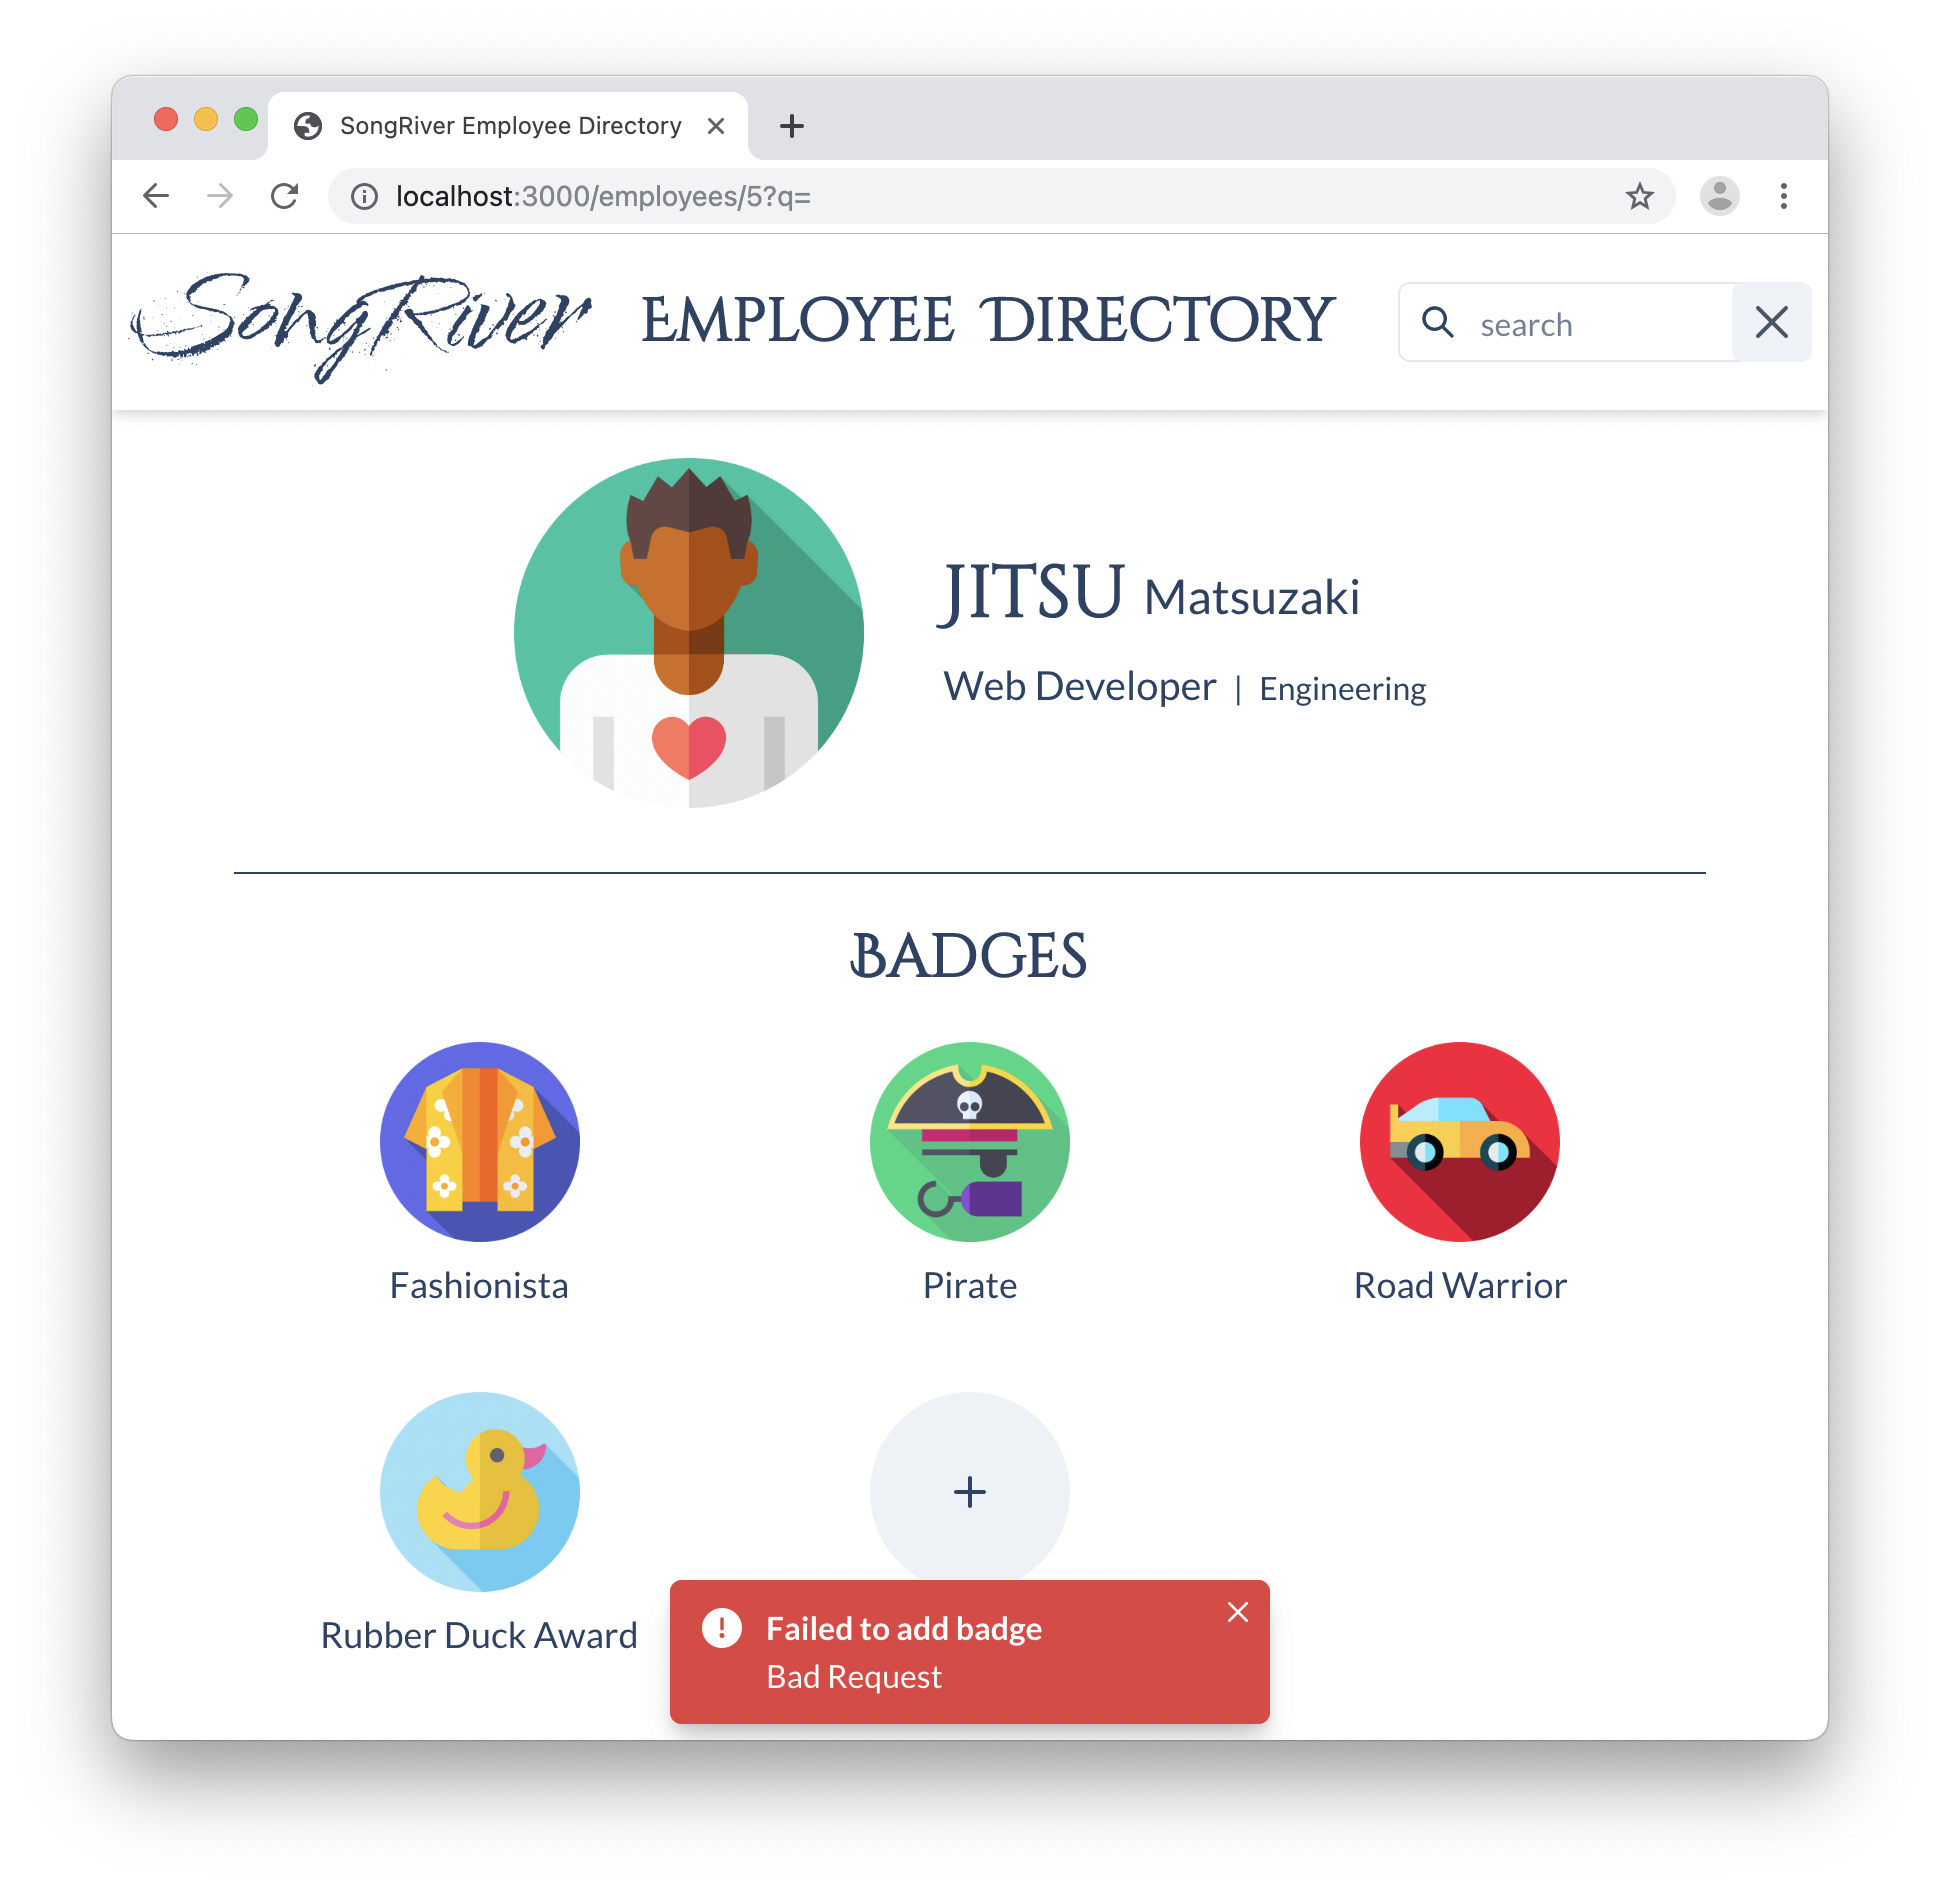 SongRiver Employee Directory
localhost:3000/employees/5?q=
SongRiver EMPLOYEE DIRECTORY search
JITSU Matsuzaki
Web Developer | Engineering
BADGES
Fashionista Pirate Road Warrior
Rubber Duck Award
Failed to add badge
Bad Request